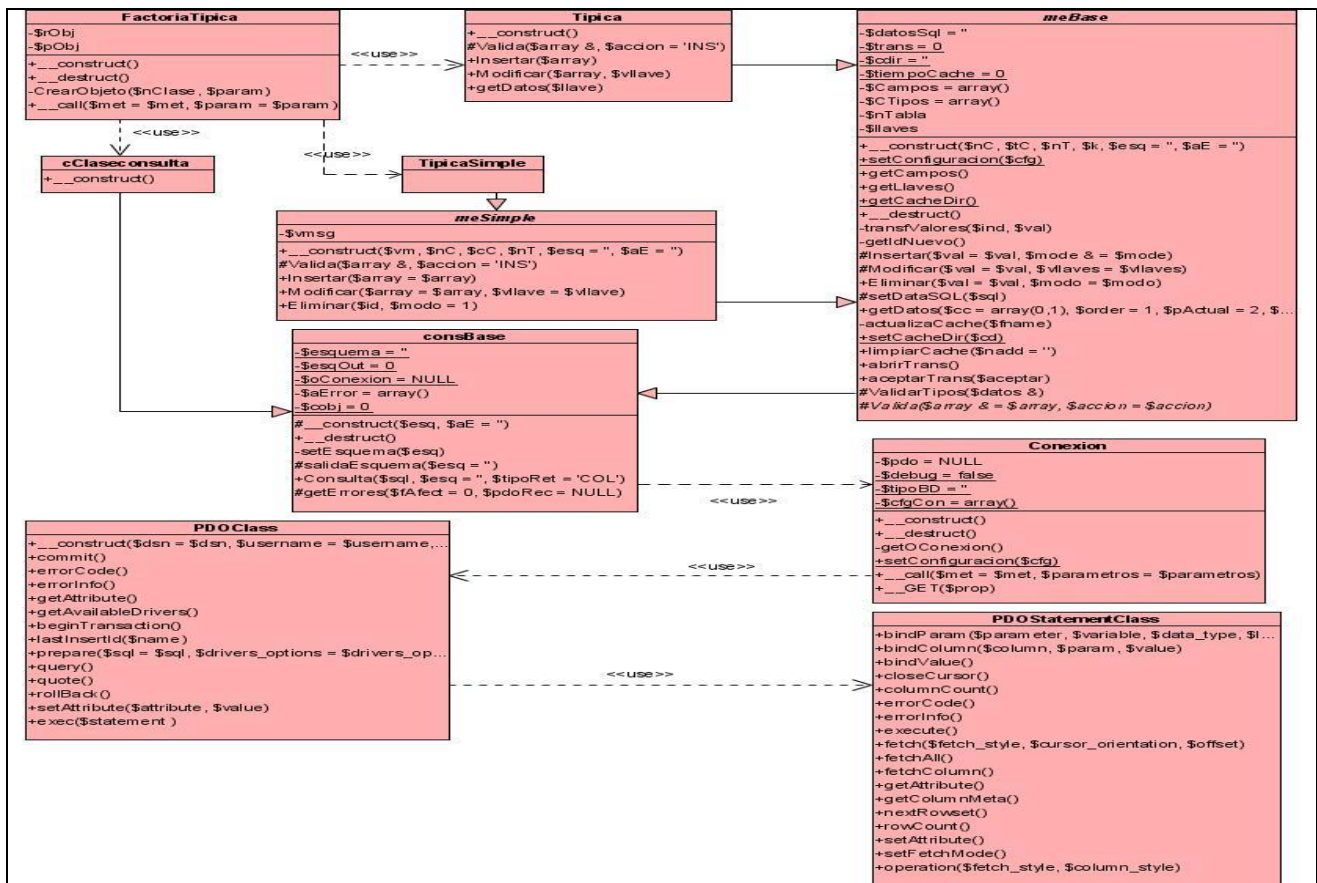 FactoriaTipica
-$rObj
-$pObj
+__construct()
+__destruct()
-CrearObjeto($nClase, $param)
+__call($met = $met, $param = $param)
<<use>>
Tipica
+__construct()
#Valida($array &, $accion = 'INS')
+Insertar($array)
+Modificar($array, $vllave)
+getDatos($llave)
meBase
-$datosSql = ''
-$trans = 0
-$cdir = ''
-$tiempoCache = 0
-$Campos = array()
-$CTipos = array()
-$nTabla
-$llaves
+__construct($nC, $tC, $nT, $k, $esq = '', $aE = '')
+setConfiguracion($cfg)
+getCampos()
+getLlaves()
+getCacheDir()
+__destruct()
-transfValores($ind, $val)
-getIdNuevo()
#Insertar($val = $val, $mode & = $mode)
#Modificar($val = $val, $vllaves = $vllaves)
+Eliminar($val = $val, $modo = $modo)
#setDataSQL($sql)
+getDatos($cc = array(0,1), $order = 1, $pActual = 2, $...
-actualizaCache($fname)
+setCacheDir($cd)
+limpiarCache($nadd = '')
+abrirTrans()
+aceptarTrans($aceptar)
#ValidarTipos($datos &)
#Valida($array & = $array, $accion = $accion)
<<use>>
<<use>>
cClaseconsulta
+__construct()
TipicaSimple
meSimple
-$vmsg
+__construct($vm, $nC, $cC, $nT, $esq = '', $aE = '')
#Valida($array &, $accion = 'INS')
+Insertar($array = $array)
+Modificar($array = $array, $vllave = $vllave)
+Eliminar($id, $modo = 1)
consBase
-$esquema = ''
-$esqOut = 0
-$oConexion = NULL
-$aError = array()
-$cobj = 0
#__construct($esq, $aE = '')
+__destruct()
-setEsquema($esq)
#salidaEsquema($esq = '')
+Consulta($sql, $esq = '', $tipoRet = 'COL')
#getErrores($fAfect = 0, $pdoRec = NULL)
<<use>>
Conexion
-$pdo = NULL
-$debug = false
-$tipoBD = ''
-$cfgCon = array()
+__construct()
+__destruct()
-getOConexion()
+setConfiguracion($cfg)
+__call($met = $met, $parametros = $parametros)
+__GET($prop)
<<use>>
PDOClass
+__construct($dsn = $dsn, $username = $username,...
+commit()
+errorCode()
+errorInfo()
+getAttribute()
+getAvailableDrivers()
+beginTransaction()
+lastInsertId($name)
+prepare($sql = $sql, $drivers_options = $drivers_op...
+query()
+quote()
+rollBack()
+setAttribute($attribute, $value)
+exec($statement )
<<use>>
PDOStatementClass
+bindParam($parameter, $variable, $data_type, $l...
+bindColumn($column, $param, $value)
+bindValue()
+closeCursor()
+columnCount()
+errorCode()
+errorInfo()
+execute()
+fetch($fetch_style, $cursor_orientation, $offset)
+fetchAll()
+fetchColumn()
+getAttribute()
+getColumnMeta()
+nextRowset()
+rowCount()
+setAttribute()
+setFetchMode()
+operation($fetch_style, $column_style)